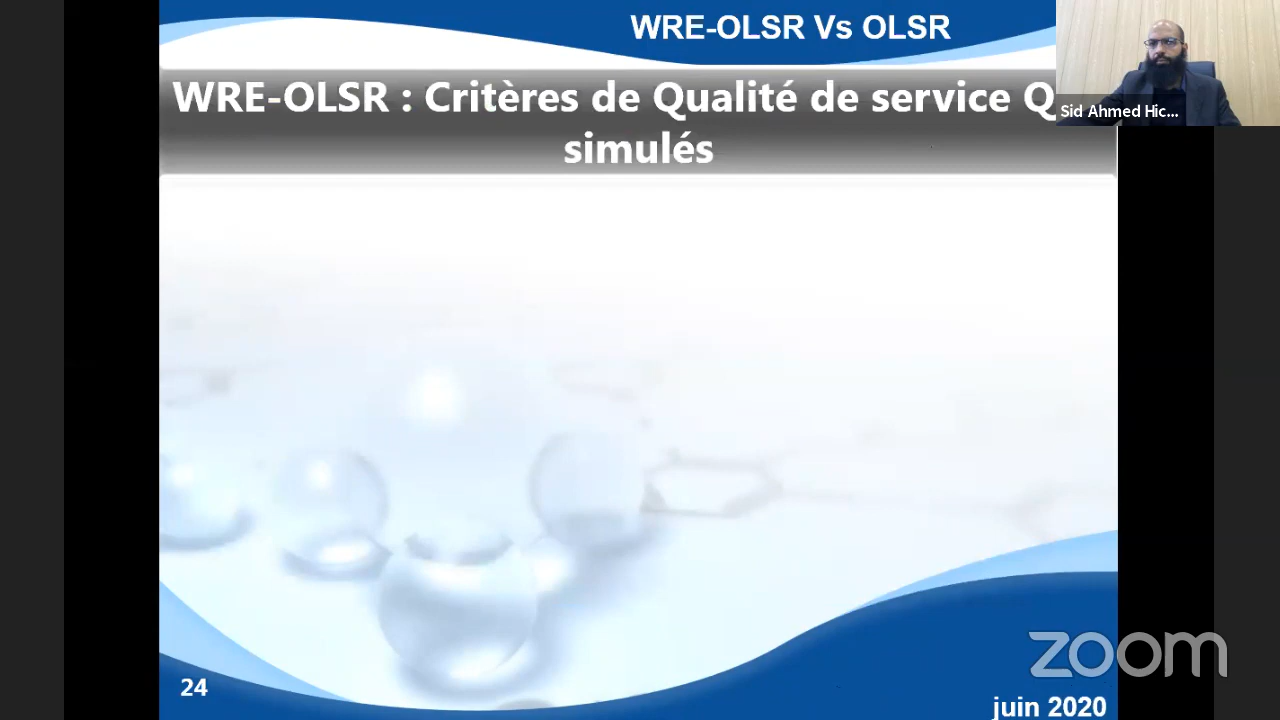 WRE-OLSR Vs OLSR
WRE-OLSR : Critères de Qualité de service Q
simulés
Sid Ahmed Hic...
24
zoom
juin 2020